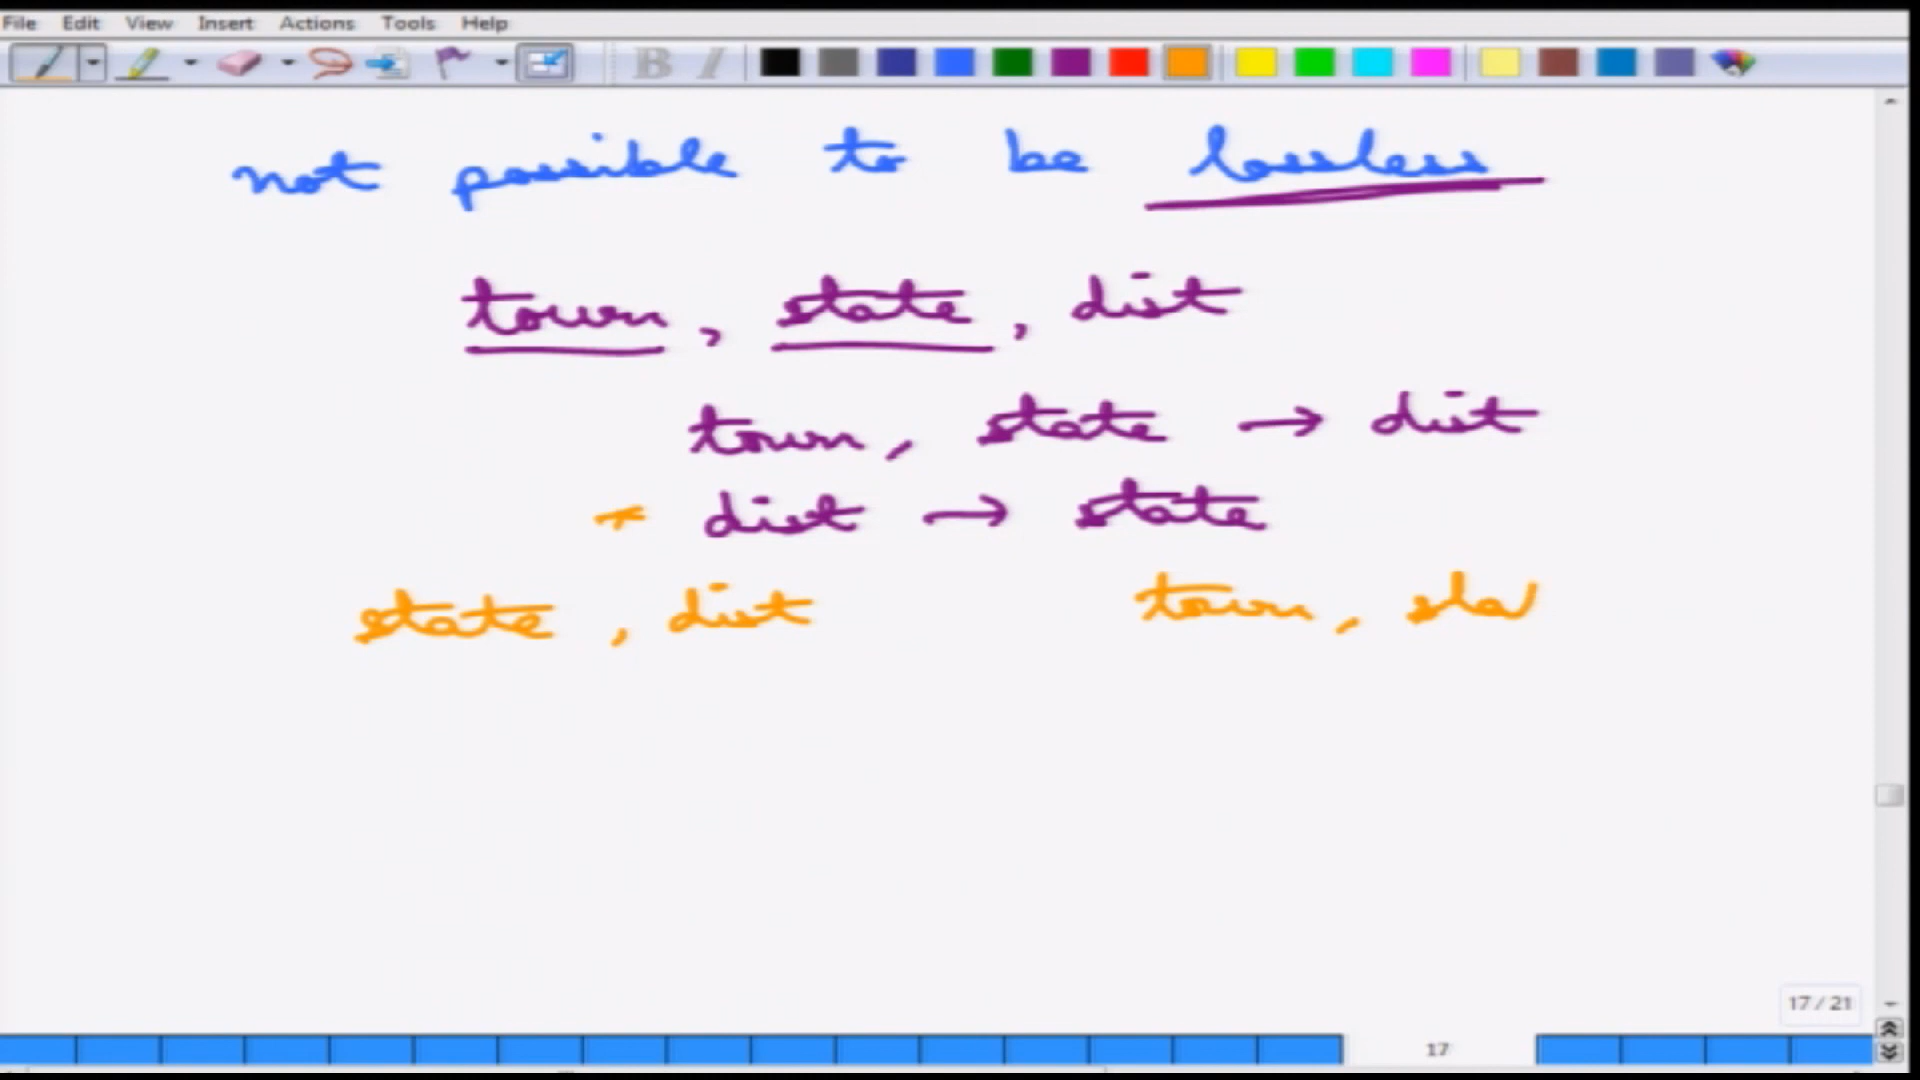 File Edit View Insert Actions Tools Help
B I
not possible to be lossless
town, state, dist
town, state → dist
* dist → state
state, dist town, sta
17 / 21
17